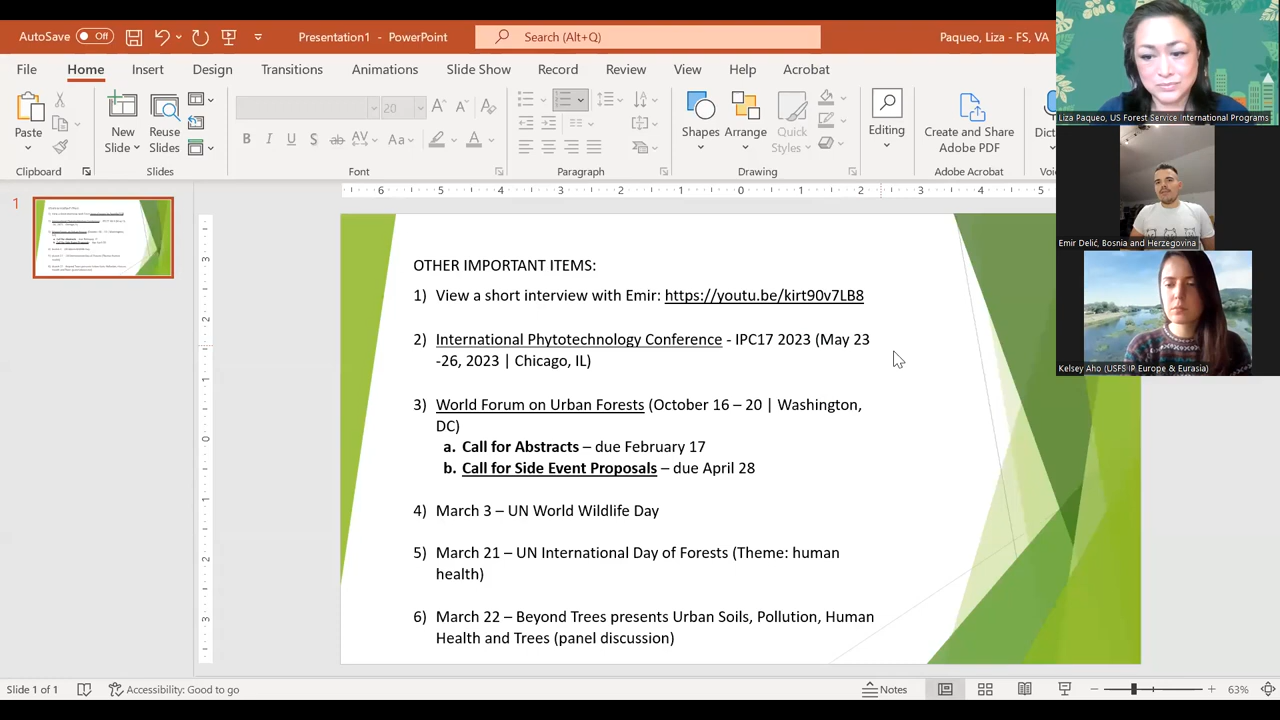 AutoSave Off Presentation1 - PowerPoint Search (Alt+Q) Paqueo, Liza - FS, VA
File Home Insert Design Transitions Animations Slide Show Record Review View Help Acrobat
Paste New Slide Reuse Slides 20 Shapes Arrange Quick Styles Editing Create and Share Adobe PDF
Clipboard Slides Font Paragraph Drawing Adobe Acrobat
Liza Paqueo, US Forest Service International Programs
Emir Delić, Bosnia and Herzegovina
Kelsey Aho (USFS IP Europe & Eurasia)
1
OTHER IMPORTANT ITEMS:
1) View a short interview with Emir: https://youtu.be/kirt90v7LB8
2) International Phytotechnology Conference - IPC17 2023 (May 23
-26, 2023 | Chicago, IL)
3) World Forum on Urban Forests (October 16 – 20 | Washington,
DC)
a. Call for Abstracts – due February 17
b. Call for Side Event Proposals – due April 28
4) March 3 – UN World Wildlife Day
5) March 21 – UN International Day of Forests (Theme: human
health)
6) March 22 – Beyond Trees presents Urban Soils, Pollution, Human
Health and Trees (panel discussion)
Slide 1 of 1 Accessibility: Good to go Notes 63%